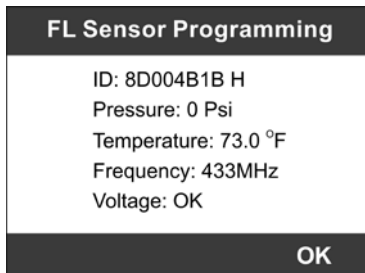 FL Sensor Programming
ID: 8D004B1B H
Pressure: 0 Psi
Temperature: 73.0 °F
Frequency: 433MHz
Voltage: OK
OK